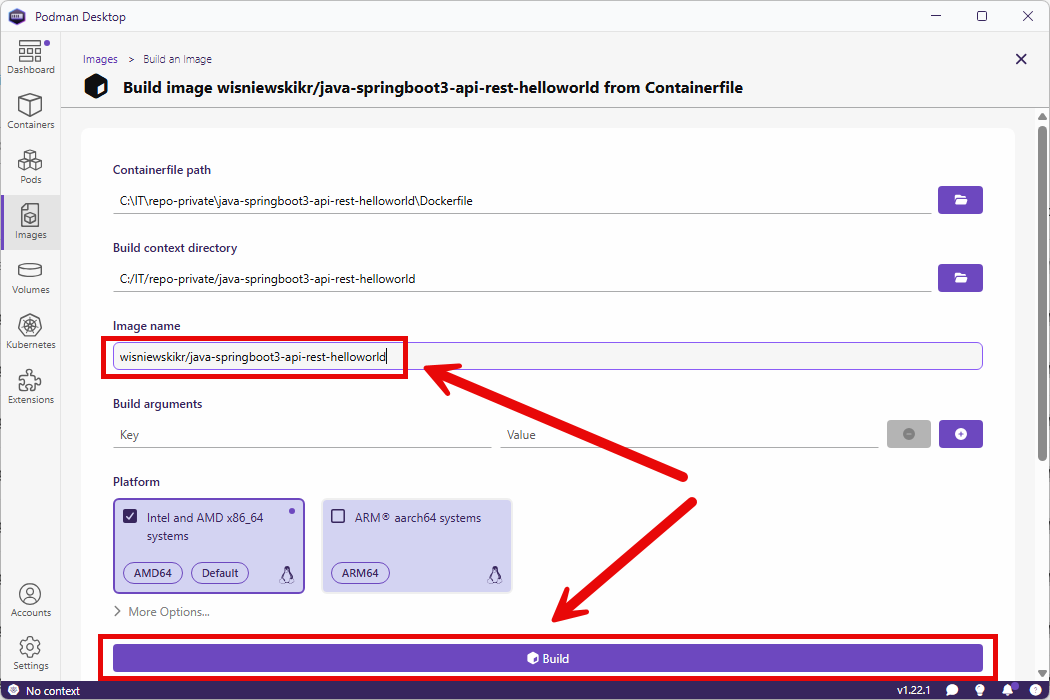 Podman Desktop
Dashboard
Containers
Pods
Images
Volumes
Kubernetes
Extensions
Accounts
Settings
Images > Build an Image
Build image wisniewskikr/java-springboot3-api-rest-helloworld from Containerfile
Containerfile path
C:\IT\repo-private\java-springboot3-api-rest-helloworld\Dockerfile
Build context directory
C:/IT/repo-private/java-springboot3-api-rest-helloworld
Image name
wisniewskikr/java-springboot3-api-rest-helloworld
Build arguments
Key Value
Platform
Intel and AMD x86_64
systems
AMD64 Default
ARM® aarch64 systems
ARM64
More Options...
Build
No context v1.22.1